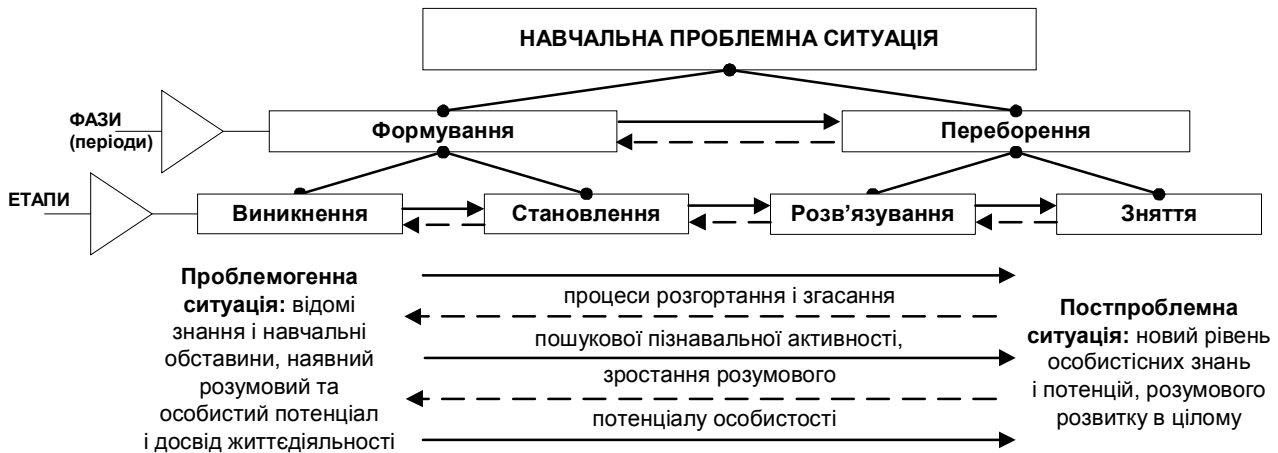 НАВЧАЛЬНА ПРОБЛЕМНА СИТУАЦІЯ
ФАЗИ
(періоди)
Формування
Переборення
ЕТАПИ
Виникнення
Становлення
Розв'язування
Зняття
Проблемогенна
ситуація: відомі
знання і навчальні
обставини, наявний
розумовий та
особистий потенціал
і досвід життєдіяльності
процеси розгортання і згасання
пошукової пізнавальної активності,
зростання розумового
потенціалу особистості
Постпроблемна
ситуація: новий рівень
особистісних знань
і потенцій, розумового
розвитку в цілому